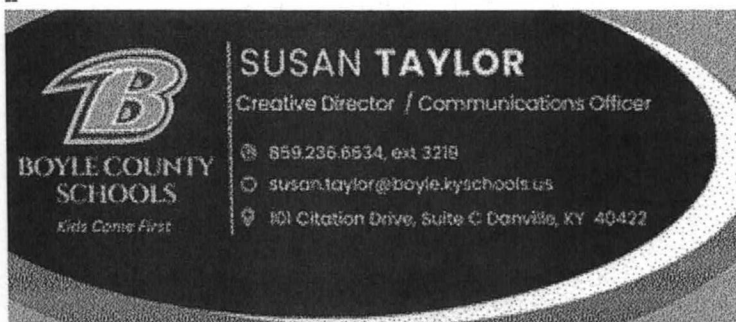 B
BOYLE COUNTY
SCHOOLS
Kids Come First
SUSAN TAYLOR
Creative Director / Communications Officer
859.236.6634, ext 3219
susan.taylor@boyle.kyschools.us
101 Citation Drive, Suite C Danville, KY 40422